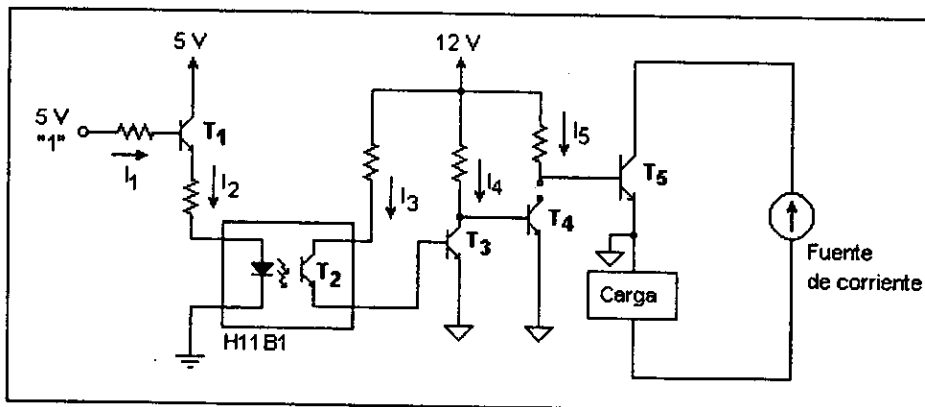 5 V
12 V
5 V
"1"
T1
I1
I2
I3
I4
I5
T2
T3
T4
T5
H11B1
Carga
Fuente
de corriente